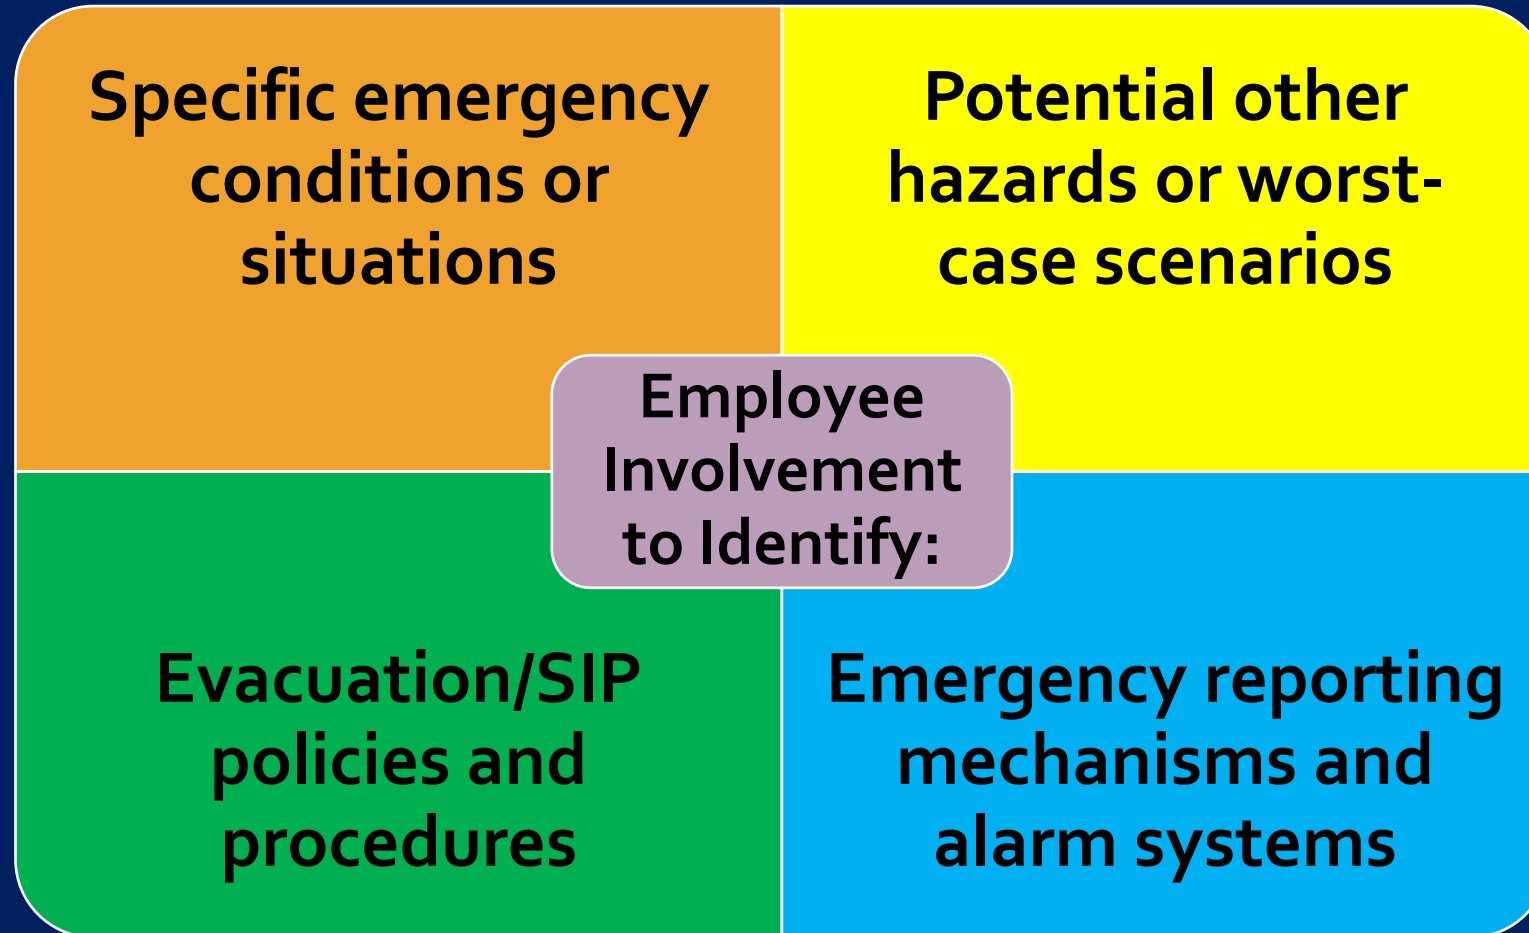 Specific emergency
conditions or
situations
Potential other
hazards or worst-
case scenarios
Employee
Involvement
to Identify:
Evacuation/SIP
policies and
procedures
Emergency reporting
mechanisms and
alarm systems